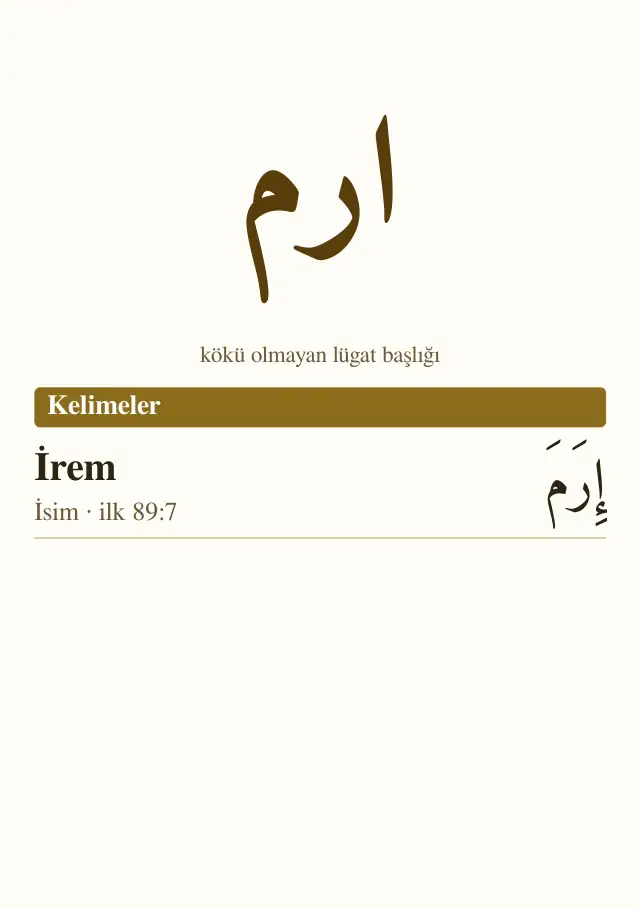 ارم
kökü olmayan lügat başlığı
Kelimeler
İrem
إِرَمَ
İsim · ilk 89:7